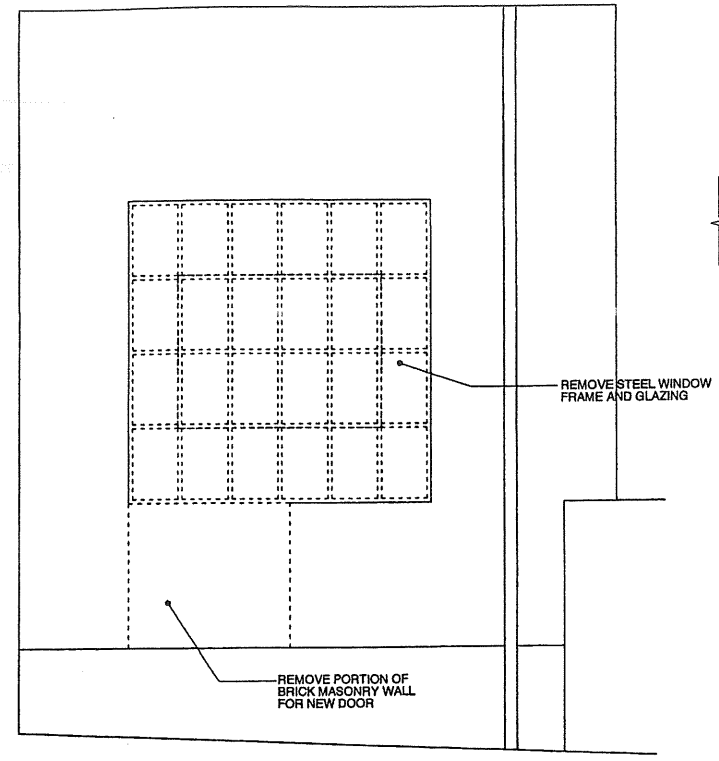 REMOVE STEEL WINDOW
FRAME AND GLAZING
REMOVE PORTION OF
BRICK MASONRY WALL
FOR NEW DOOR